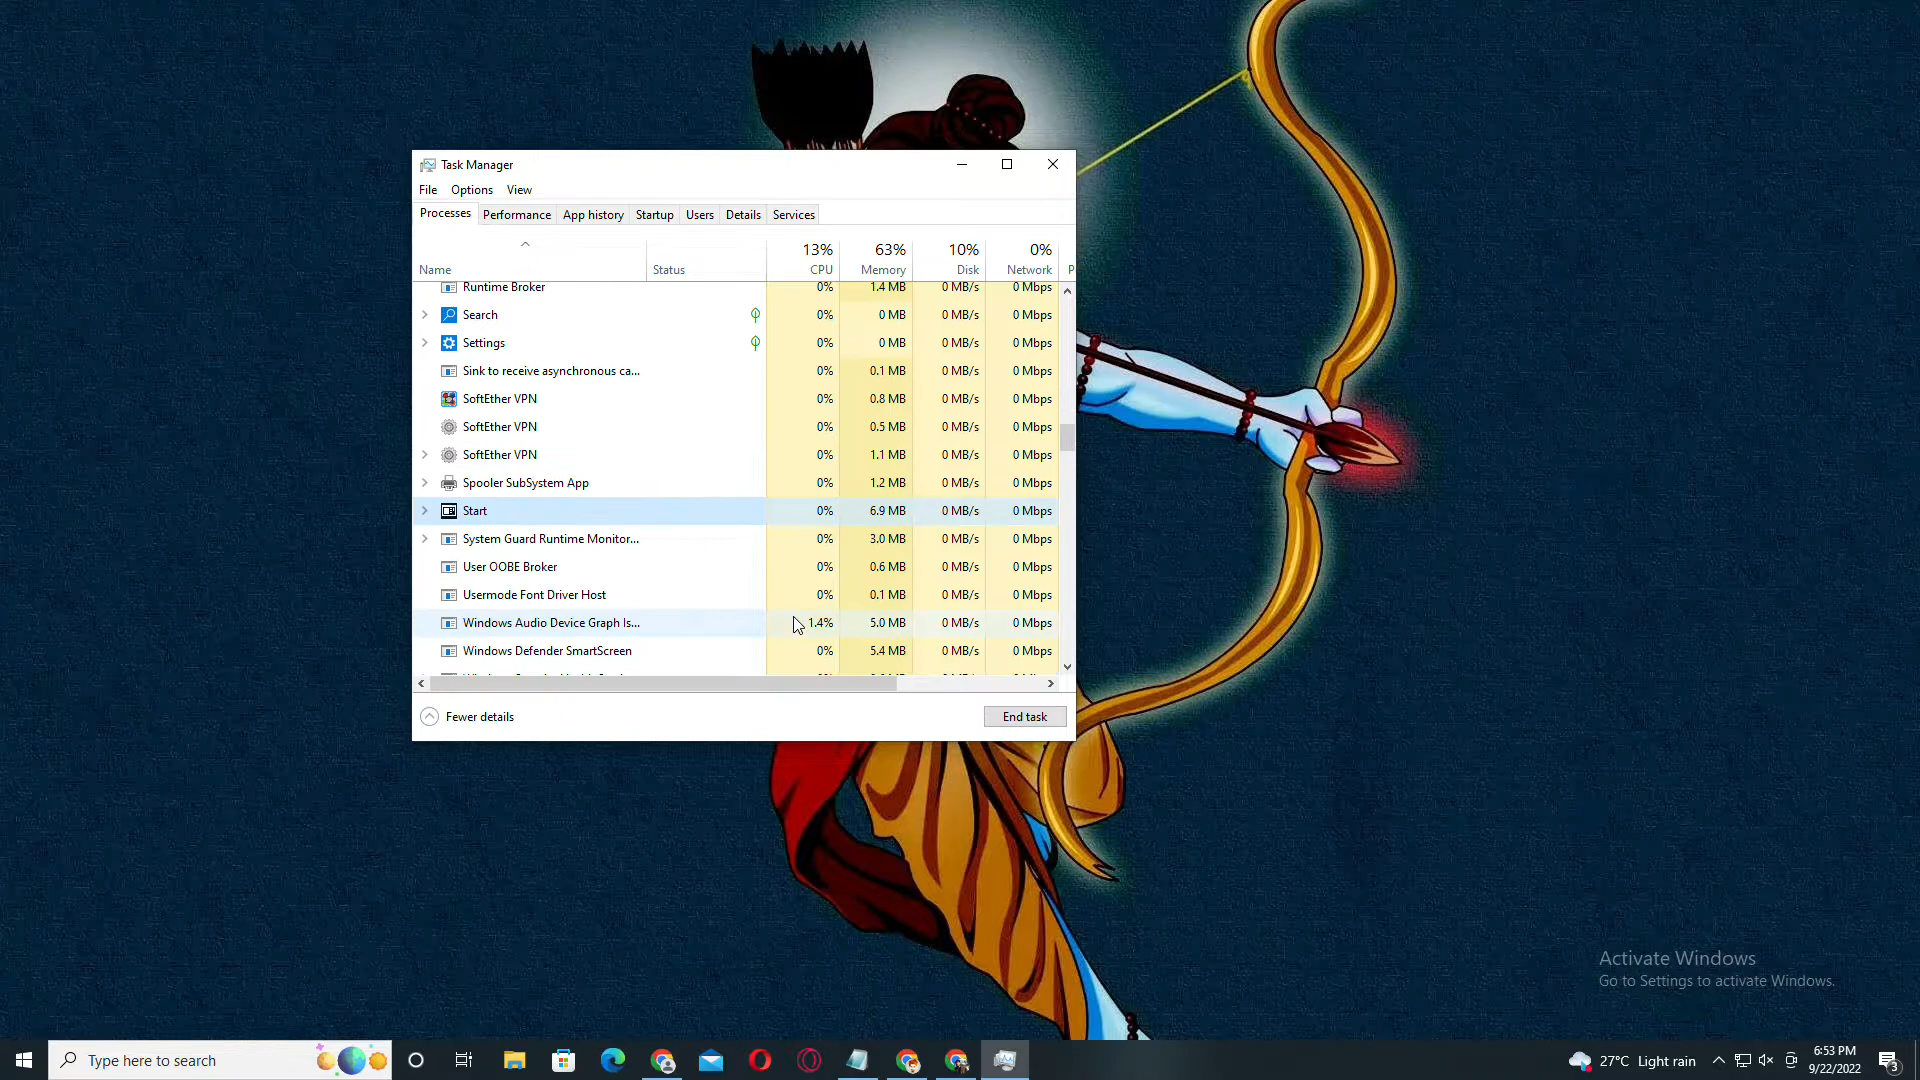 Task Manager
File Options View
Processes Performance App history Startup Users Details Services
13% 63% 10% 0%
Name Status CPU Memory Disk Network P
Runtime Broker 0% 1.4 MB 0 MB/s 0 Mbps
Search 0% 0 MB 0 MB/s 0 Mbps
Settings 0% 0 MB 0 MB/s 0 Mbps
Sink to receive asynchronous ca... 0% 0.1 MB 0 MB/s 0 Mbps
SoftEther VPN 0% 0.8 MB 0 MB/s 0 Mbps
SoftEther VPN 0% 0.5 MB 0 MB/s 0 Mbps
SoftEther VPN 0% 1.1 MB 0 MB/s 0 Mbps
Spooler SubSystem App 0% 1.2 MB 0 MB/s 0 Mbps
Start 0% 6.9 MB 0 MB/s 0 Mbps
System Guard Runtime Monitor... 0% 3.0 MB 0 MB/s 0 Mbps
User OOBE Broker 0% 0.6 MB 0 MB/s 0 Mbps
Usermode Font Driver Host 0% 0.1 MB 0 MB/s 0 Mbps
Windows Audio Device Graph Is... 1.4% 5.0 MB 0 MB/s 0 Mbps
Windows Defender SmartScreen 0% 5.4 MB 0 MB/s 0 Mbps
Fewer details End task
Activate Windows
Go to Settings to activate Windows.
Type here to search
27°C Light rain
6:53 PM
9/22/2022
3